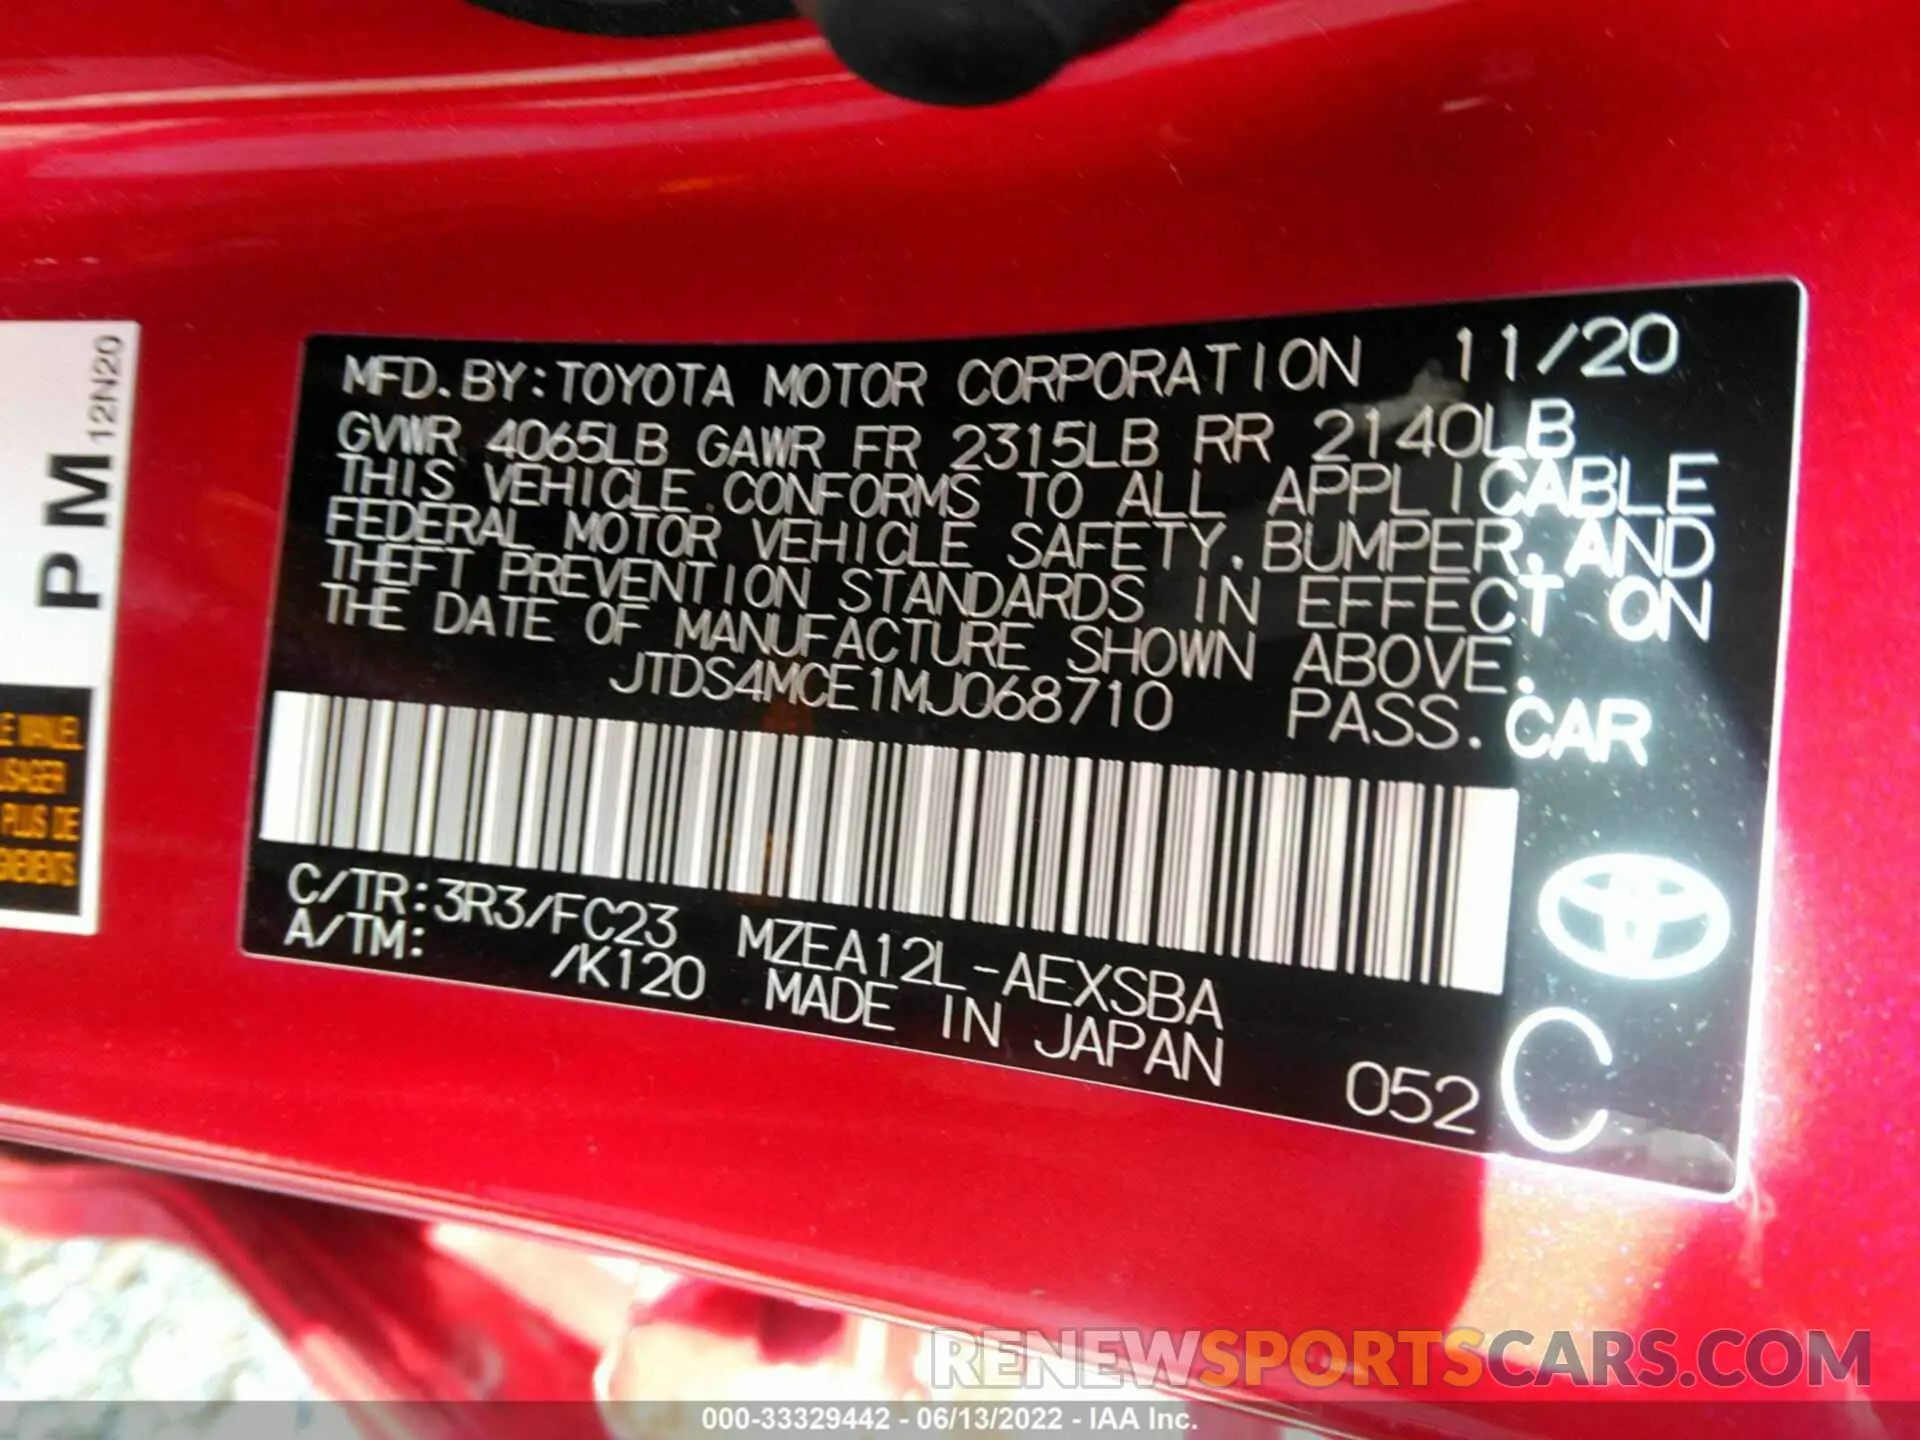 MFD.BY:TOYOTA MOTOR CORPORATION 11/20
GVWR 4065LB GAWR FR 2315LB RR 2140LB
THIS VEHICLE CONFORMS TO ALL APPLICABLE
FEDERAL MOTOR VEHICLE SAFETY, BUMPER, AND
THEFT PREVENTION STANDARDS IN EFFECT ON
THE DATE OF MANUFACTURE SHOWN ABOVE.
JTDS4MCE1MJ068710 PASS. CAR
C/TR:3R3/FC23 MZEA12L-AEXSBA
A/TM: /K120 MADE IN JAPAN
052 C
PM 12N20
PLUS DE
RENEWSPORTSCARS.COM
000-33329442 - 06/13/2022 - IAA Inc.